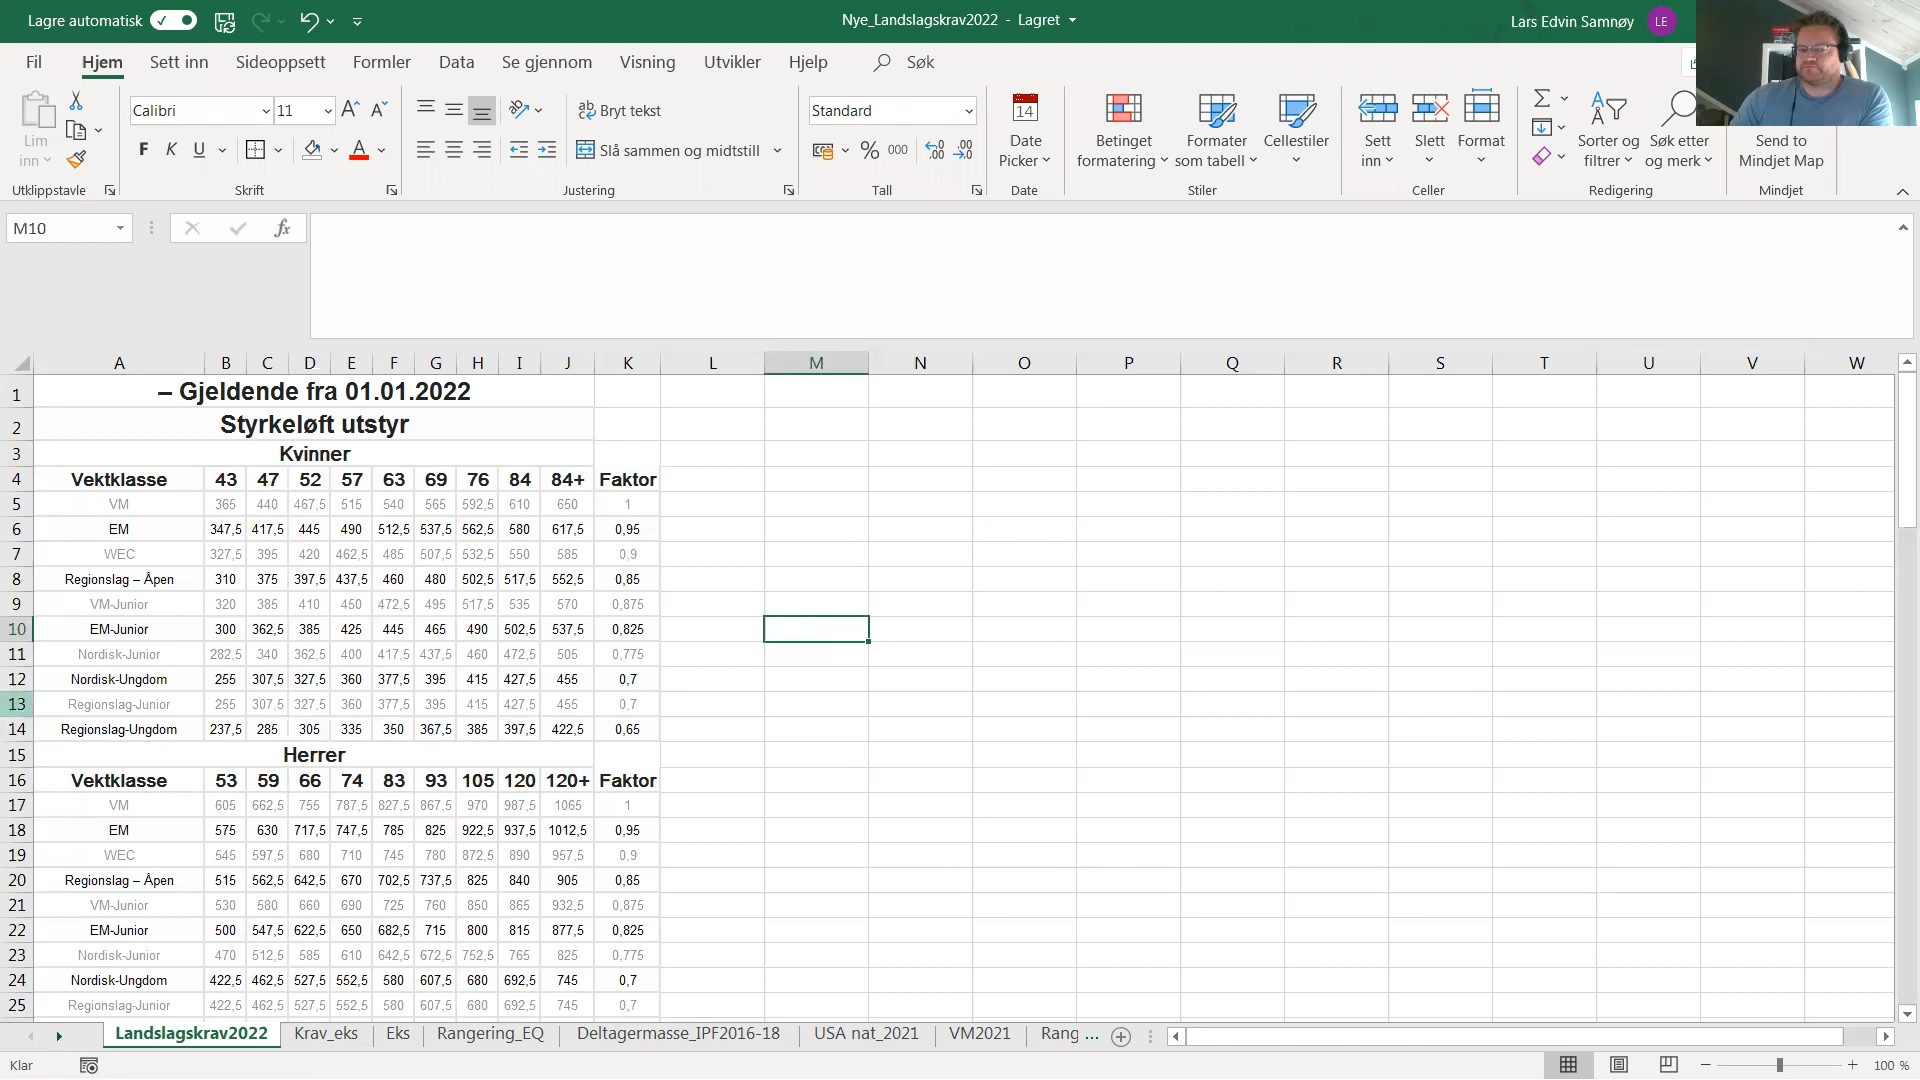 Lagre automatisk
Nye_Landslagskrav2022 - Lagret
Lars Edvin Samnøy LE
Fil Hjem Sett inn Sideoppsett Formler Data Se gjennom Visning Utvikler Hjelp Søk
Lim inn
Utklippstavle
Calibri 11
F K U
Skrift
Bryt tekst
Slå sammen og midtstill
Justering
Standard
% 000
Tall
14
Date Picker
Date
Betinget formatering
Formater som tabell
Cellestiler
Stiler
Sett inn
Slett
Format
Celler
Sorter og filtrer
Søk etter og merk
Redigering
Send to Mindjet Map
Mindjet
M10 fx
A B C D E F G H I J K L M N O P Q R S T U V W
1 – Gjeldende fra 01.01.2022
2 Styrkeløft utstyr
3 Kvinner
4 Vektklasse 43 47 52 57 63 69 76 84 84+ Faktor
5 VM 365 440 467,5 515 540 565 592,5 610 650 1
6 EM 347,5 417,5 445 490 512,5 537,5 562,5 580 617,5 0,95
7 WEC 327,5 395 420 462,5 485 507,5 532,5 550 585 0,9
8 Regionslag – Åpen 310 375 397,5 437,5 460 480 502,5 517,5 552,5 0,85
9 VM-Junior 320 385 410 450 472,5 495 517,5 535 570 0,875
10 EM-Junior 300 362,5 385 425 445 465 490 502,5 537,5 0,825
11 Nordisk-Junior 282,5 340 362,5 400 417,5 437,5 460 472,5 505 0,775
12 Nordisk-Ungdom 255 307,5 327,5 360 377,5 395 415 427,5 455 0,7
13 Regionslag-Junior 255 307,5 327,5 360 377,5 395 415 427,5 455 0,7
14 Regionslag-Ungdom 237,5 285 305 335 350 367,5 385 397,5 422,5 0,65
15 Herrer
16 Vektklasse 53 59 66 74 83 93 105 120 120+ Faktor
17 VM 605 662,5 755 787,5 827,5 867,5 970 987,5 1065 1
18 EM 575 630 717,5 747,5 785 825 922,5 937,5 1012,5 0,95
19 WEC 545 597,5 680 710 745 780 872,5 890 957,5 0,9
20 Regionslag – Åpen 515 562,5 642,5 670 702,5 737,5 825 840 905 0,85
21 VM-Junior 530 580 660 690 725 760 850 865 932,5 0,875
22 EM-Junior 500 547,5 622,5 650 682,5 715 800 815 877,5 0,825
23 Nordisk-Junior 470 512,5 585 610 642,5 672,5 752,5 765 825 0,775
24 Nordisk-Ungdom 422,5 462,5 527,5 552,5 580 607,5 680 692,5 745 0,7
25 Regionslag-Junior 422,5 462,5 527,5 552,5 580 607,5 680 692,5 745 0,7
Landslagskrav2022 Krav_eks Eks Rangering_EQ Deltagermasse_IPF2016-18 USA nat_2021 VM2021 Rang ...
Klar 100 %